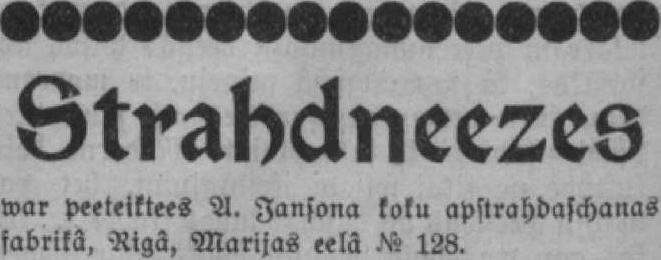 Strahdneezes
war peeteiktees A. Janſona koku apſtrahdaſchanas
fabrikâ, Rigâ, Marijas eelâ № 128.